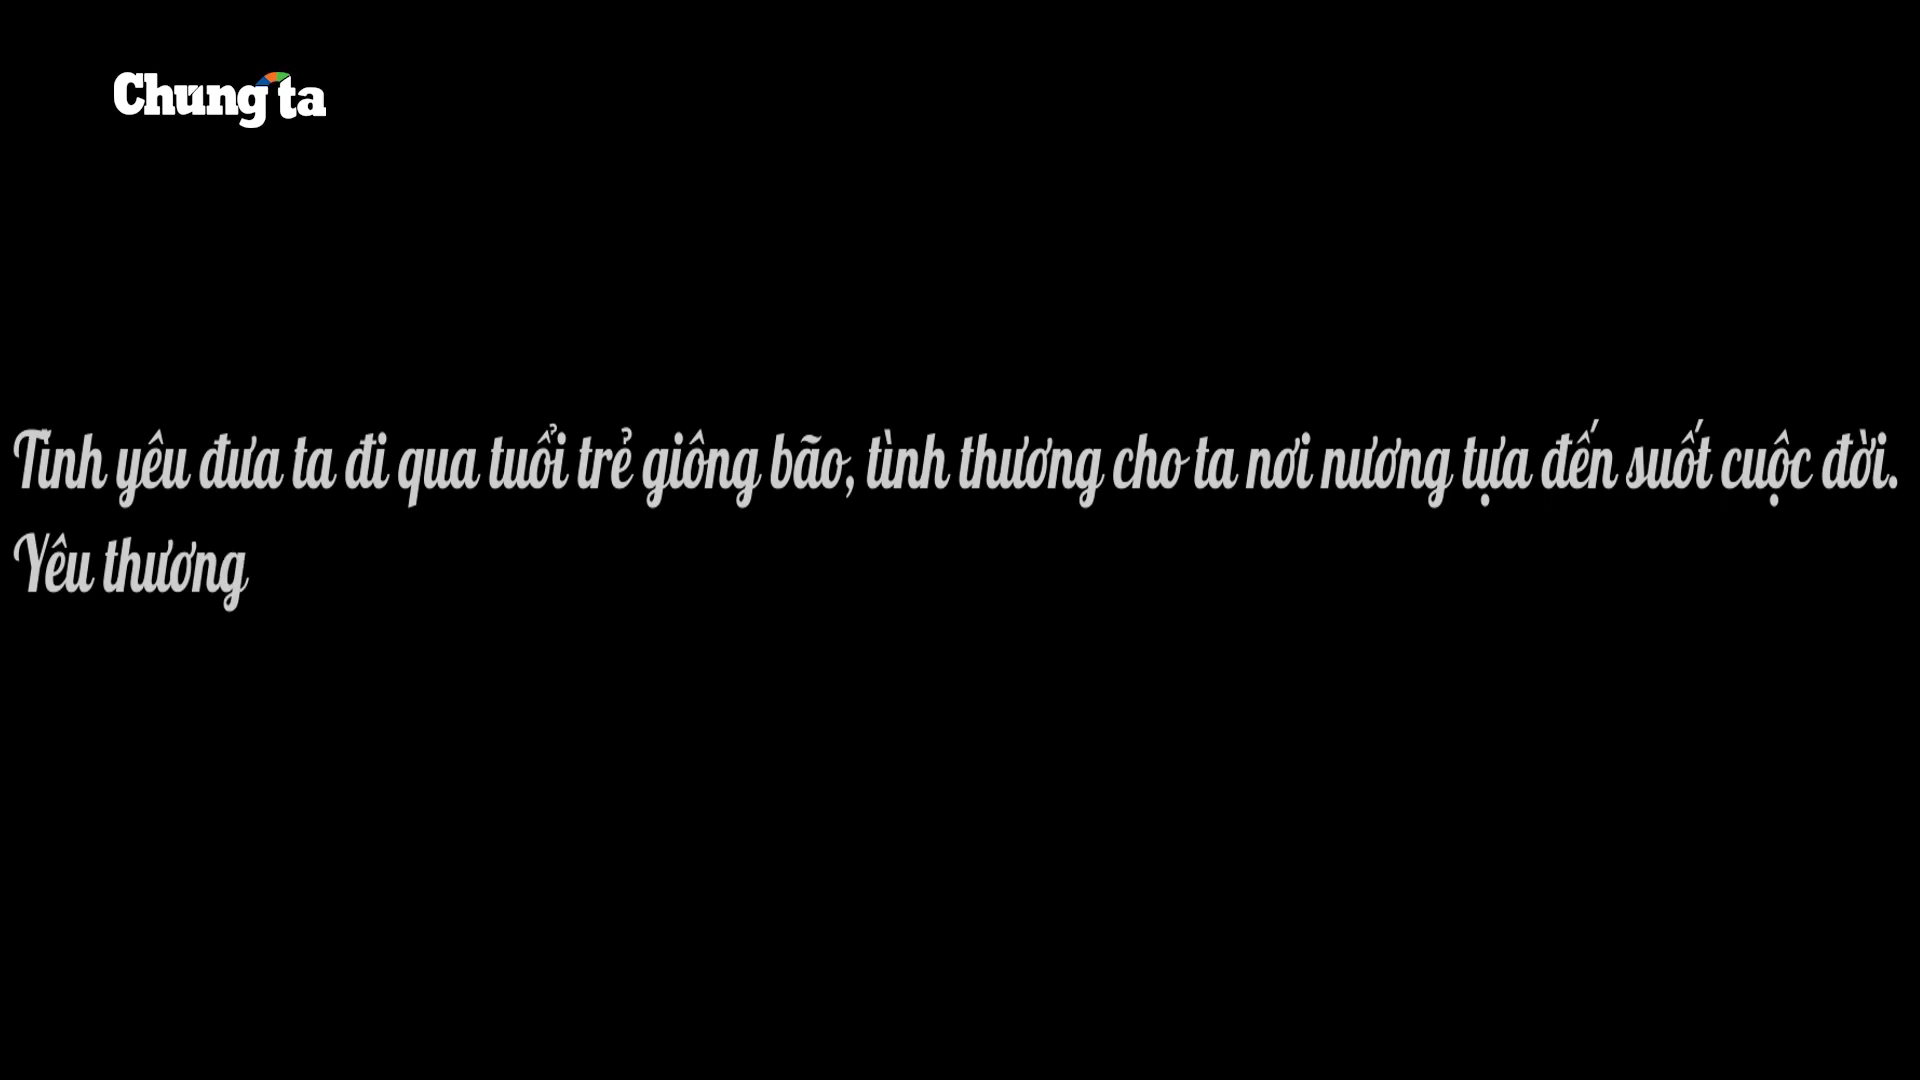 Chúng ta
Tình yêu đưa ta đi qua tuổi trẻ giông bão, tình thương cho ta nơi nương tựa đến suốt cuộc đời.
Yêu thương